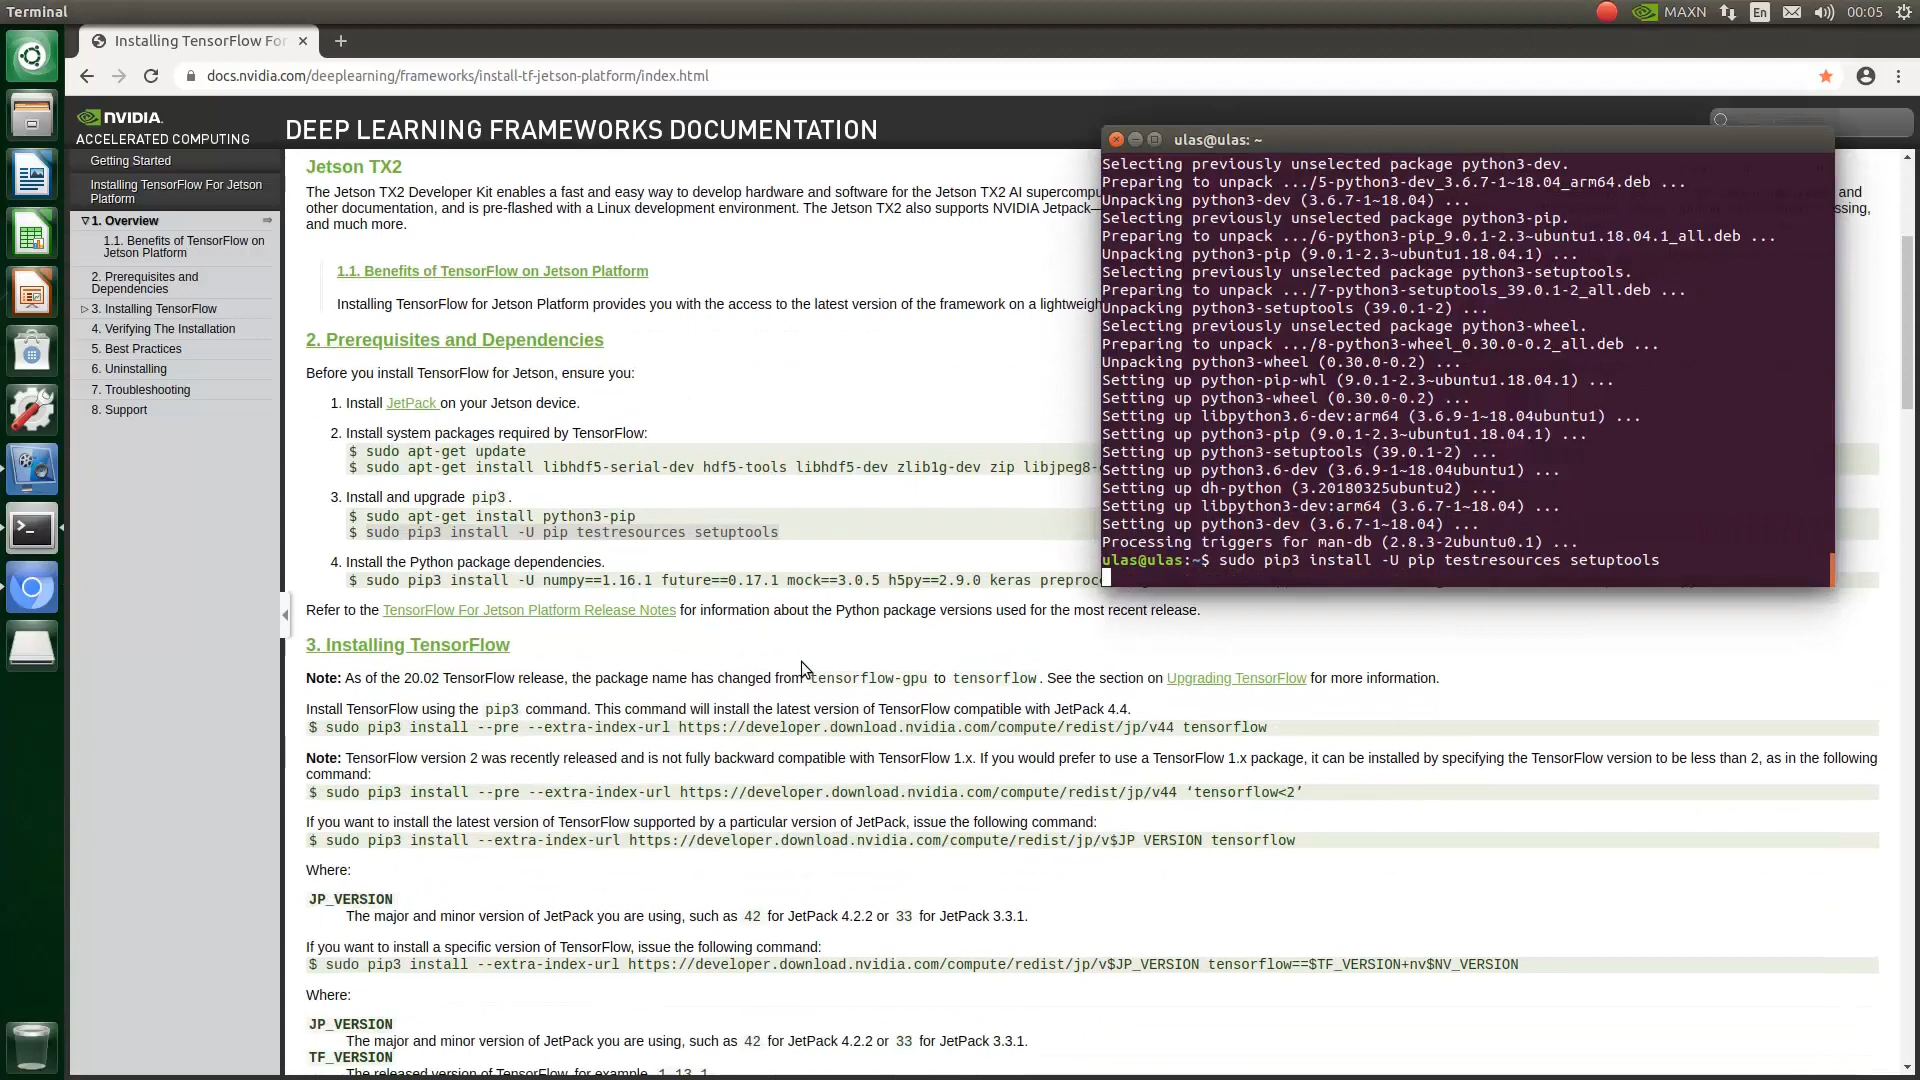 Terminal
MAXN
En
00:05
Installing TensorFlow For
docs.nvidia.com/deeplearning/frameworks/install-tf-jetson-platform/index.html
NVIDIA.
ACCELERATED COMPUTING
DEEP LEARNING FRAMEWORKS DOCUMENTATION
Getting Started
Installing TensorFlow For Jetson
Platform
1. Overview
1.1. Benefits of TensorFlow on
Jetson Platform
2. Prerequisites and
Dependencies
3. Installing TensorFlow
4. Verifying The Installation
5. Best Practices
6. Uninstalling
7. Troubleshooting
8. Support
Jetson TX2
The Jetson TX2 Developer Kit enables a fast and easy way to develop hardware and software for the Jetson TX2 AI supercompu
other documentation, and is pre-flashed with a Linux development environment. The Jetson TX2 also supports NVIDIA Jetpack—
and much more.
1.1. Benefits of TensorFlow on Jetson Platform
Installing TensorFlow for Jetson Platform provides you with the access to the latest version of the framework on a lightweigh
2. Prerequisites and Dependencies
Before you install TensorFlow for Jetson, ensure you:
1. Install JetPack on your Jetson device.
2. Install system packages required by TensorFlow:
$ sudo apt-get update
$ sudo apt-get install libhdf5-serial-dev hdf5-tools libhdf5-dev zlib1g-dev zip libjpeg8-
3. Install and upgrade pip3.
$ sudo apt-get install python3-pip
$ sudo pip3 install -U pip testresources setuptools
4. Install the Python package dependencies.
$ sudo pip3 install -U numpy==1.16.1 future==0.17.1 mock==3.0.5 h5py==2.9.0 keras_preproc
Refer to the TensorFlow For Jetson Platform Release Notes for information about the Python package versions used for the most recent release.
3. Installing TensorFlow
Note: As of the 20.02 TensorFlow release, the package name has changed from tensorflow-gpu to tensorflow. See the section on Upgrading TensorFlow for more information.
Install TensorFlow using the pip3 command. This command will install the latest version of TensorFlow compatible with JetPack 4.4.
$ sudo pip3 install --pre --extra-index-url https://developer.download.nvidia.com/compute/redist/jp/v44 tensorflow
Note: TensorFlow version 2 was recently released and is not fully backward compatible with TensorFlow 1.x. If you would prefer to use a TensorFlow 1.x package, it can be installed by specifying the TensorFlow version to be less than 2, as in the following
command:
$ sudo pip3 install --pre --extra-index-url https://developer.download.nvidia.com/compute/redist/jp/v44 ‘tensorflow<2’
If you want to install the latest version of TensorFlow supported by a particular version of JetPack, issue the following command:
$ sudo pip3 install --extra-index-url https://developer.download.nvidia.com/compute/redist/jp/v$JP_VERSION tensorflow
Where:
JP_VERSION
The major and minor version of JetPack you are using, such as 42 for JetPack 4.2.2 or 33 for JetPack 3.3.1.
If you want to install a specific version of TensorFlow, issue the following command:
$ sudo pip3 install --extra-index-url https://developer.download.nvidia.com/compute/redist/jp/v$JP_VERSION tensorflow==$TF_VERSION+nv$NV_VERSION
Where:
JP_VERSION
The major and minor version of JetPack you are using, such as 42 for JetPack 4.2.2 or 33 for JetPack 3.3.1.
TF_VERSION
The released version of TensorFlow, for example, 1.13.1.
ulas@ulas: ~
Selecting previously unselected package python3-dev.
Preparing to unpack .../5-python3-dev_3.6.7-1~18.04_arm64.deb ...
Unpacking python3-dev (3.6.7-1~18.04) ...
Selecting previously unselected package python3-pip.
Preparing to unpack .../6-python3-pip_9.0.1-2.3~ubuntu1.18.04.1_all.deb ...
Unpacking python3-pip (9.0.1-2.3~ubuntu1.18.04.1) ...
Selecting previously unselected package python3-setuptools.
Preparing to unpack .../7-python3-setuptools_39.0.1-2_all.deb ...
Unpacking python3-setuptools (39.0.1-2) ...
Selecting previously unselected package python3-wheel.
Preparing to unpack .../8-python3-wheel_0.30.0-0.2_all.deb ...
Unpacking python3-wheel (0.30.0-0.2) ...
Setting up python-pip-whl (9.0.1-2.3~ubuntu1.18.04.1) ...
Setting up python3-wheel (0.30.0-0.2) ...
Setting up libpython3.6-dev:arm64 (3.6.9-1~18.04ubuntu1) ...
Setting up python3-pip (9.0.1-2.3~ubuntu1.18.04.1) ...
Setting up python3-setuptools (39.0.1-2) ...
Setting up python3.6-dev (3.6.9-1~18.04ubuntu1) ...
Setting up dh-python (3.20180325ubuntu2) ...
Setting up libpython3-dev:arm64 (3.6.7-1~18.04) ...
Setting up python3-dev (3.6.7-1~18.04) ...
Processing triggers for man-db (2.8.3-2ubuntu0.1) ...
ulas@ulas:~$ sudo pip3 install -U pip testresources setuptools
and
ssing,